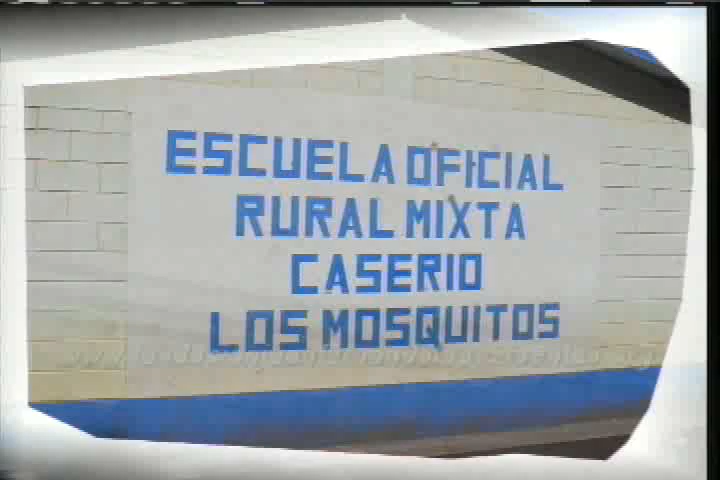 ESCUELA OFICIAL
RURAL MIXTA
CASERIO
LOS MOSQUITOS